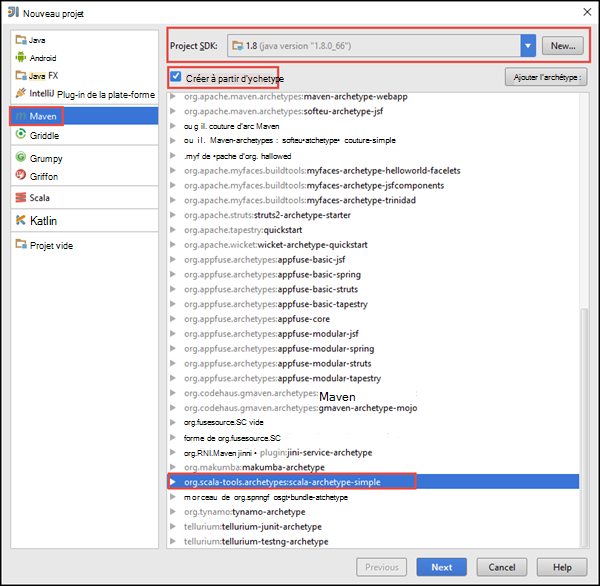 Nouveau projet
Java
Android
Java FX
IntelliJ Plug-in de la plate-forme
Maven
Griddle
Grumpy
Griffon
Scala
Katlin
Projet vide
Project SDK: 1.8 (java version "1.8.0_66") New...
Créer à partir d'ychetype Ajouter l'archétype :
org.apache.maven.archetypes:maven-archetype-webapp
org.apache.maven.archetypes:softeu-archetype-jsf
ou g il. couture d'arc Maven
ou il. Maven-archetypes : softeu•atchetype• couture-simple
.myf de •pache d'org. hallowed
org.apache.myfaces.buildtools:myfaces-archetype-helloworld-facelets
org.apache.myfaces.buildtools:myfaces-archetype-jsfcomponents
org.apache.myfaces.buildtools:myfaces-archetype-trinidad
org.apache.struts:struts2-archetype-starter
org.apache.tapestry:quickstart
org.apache.wicket:wicket-archetype-quickstart
org.appfuse.archetypes:appfuse-basic-jsf
org.appfuse.archetypes:appfuse-basic-spring
org.appfuse.archetypes:appfuse-basic-struts
org.appfuse.archetypes:appfuse-basic-tapestry
org.appfuse.archetypes:appfuse-core
org.appfuse.archetypes:appfuse-modular-jsf
org.appfuse.archetypes:appfuse-modular-spring
org.appfuse.archetypes:appfuse-modular-struts
org.appfuse.archetypes:appfuse-modular-tapestry
org.codehaus.gmaven.archetypes: Maven
org.codehaus.gmaven.archetypes:gmaven-archetype-mojo
org.fusesource.SC vide
forme de org.fusesource.SC
org.RNI.Maven jinni • plugin:jini-service-archetype
org.makumba:makumba-archetype
org.scala-tools.archetypes:scala-archetype-simple
morceau de org.spnngf osgt•bundle-atchetype
org.tynamo:tynamo-archetype
tellurium:tellurium-junit-archetype
tellurium:tellurium-testng-archetype
Previous Next Cancel Help